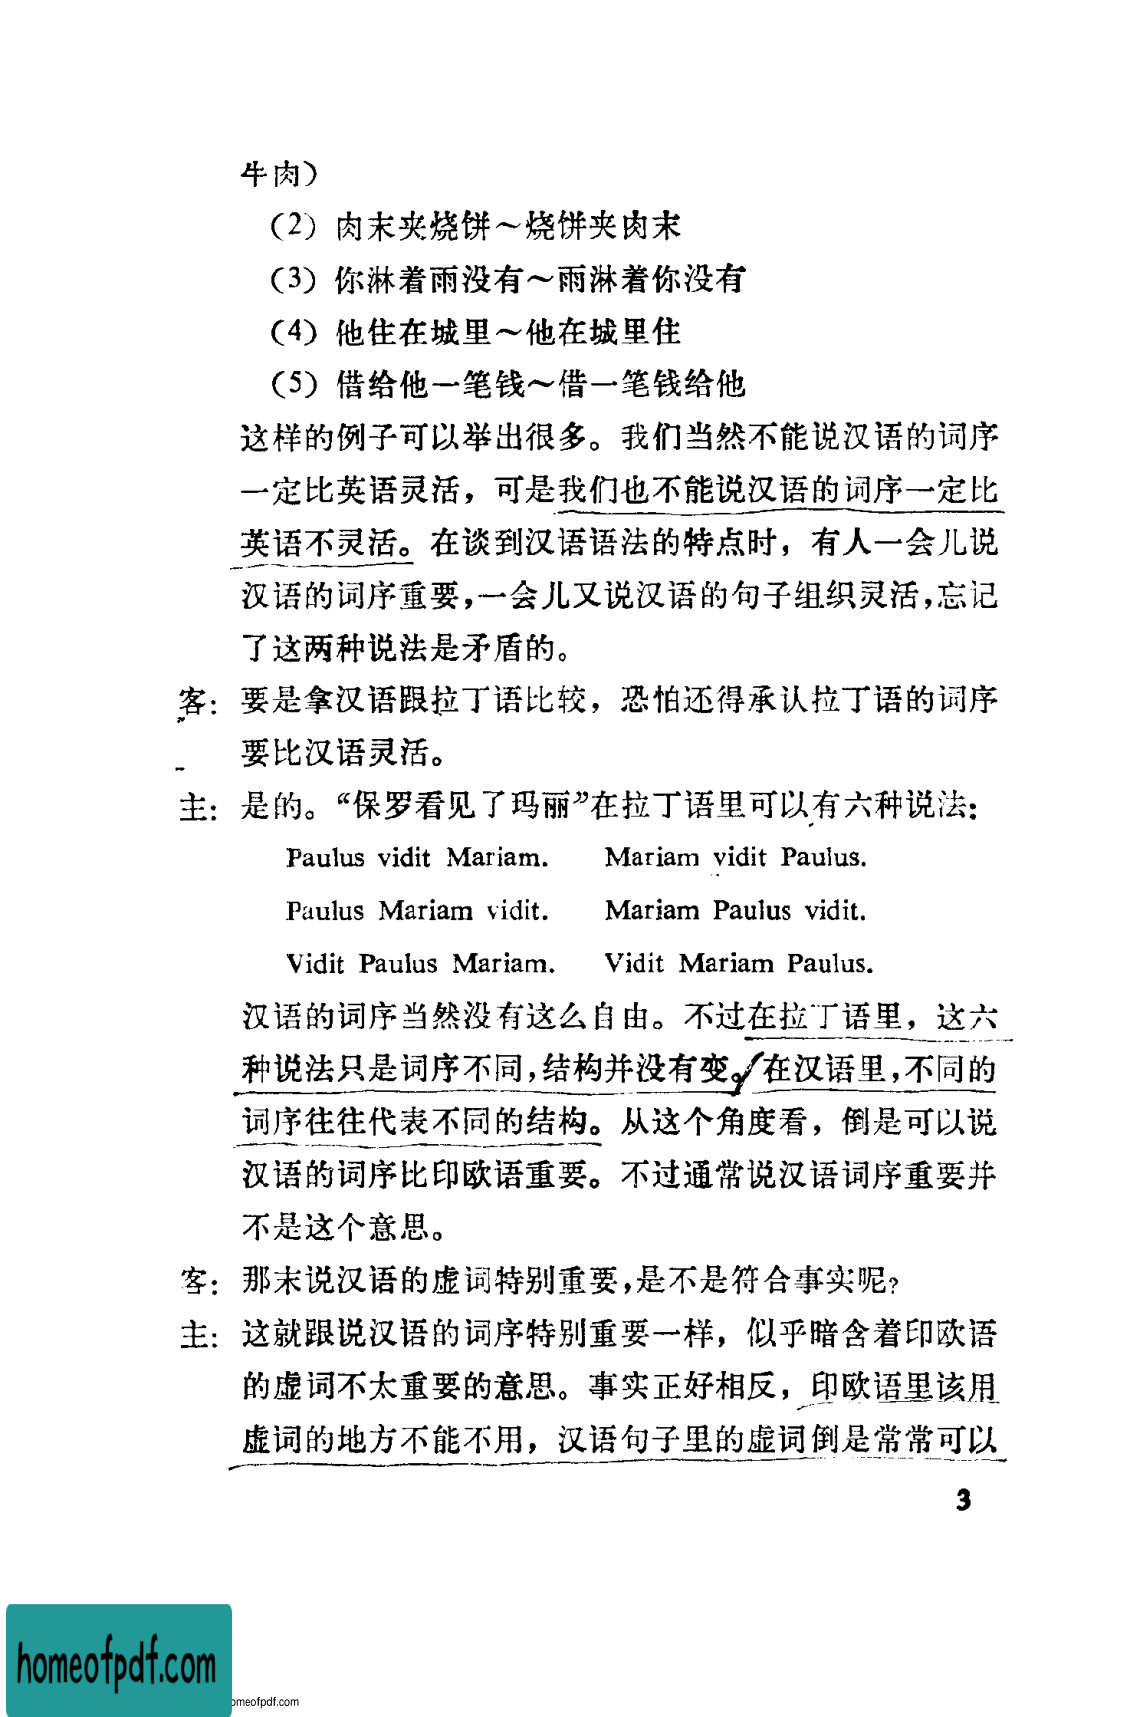 牛肉）
（2）肉末夹烧饼～烧饼夹肉末
（3）你淋着雨没有～雨淋着你没有
（4）他住在城里～他在城里住
（5）借给他一笔钱～借一笔钱给他
这样的例子可以举出很多。我们当然不能说汉语的词序
一定比英语灵活，可是我们也不能说汉语的词序一定比
英语不灵活。在谈到汉语语法的特点时，有人一会儿说
汉语的词序重要，一会儿又说汉语的句子组织灵活，忘记
了这两种说法是矛盾的。
客：要是拿汉语跟拉丁语比较，恐怕还得承认拉丁语的词序
要比汉语灵活。
主：是的。“保罗看见了玛丽”在拉丁语里可以有六种说法：
Paulus vidit Mariam. Mariam vidit Paulus.
Paulus Mariam vidit. Mariam Paulus vidit.
Vidit Paulus Mariam. Vidit Mariam Paulus.
汉语的词序当然没有这么自由。不过在拉丁语里，这六
种说法只是词序不同，结构并没有变。在汉语里，不同的
词序往往代表不同的结构。从这个角度看，倒是可以说
汉语的词序比印欧语重要。不过通常说汉语词序重要并
不是这个意思。
客：那末说汉语的虚词特别重要，是不是符合事实呢？
主：这就跟说汉语的词序特别重要一样，似乎暗含着印欧语
的虚词不太重要的意思。事实正好相反，印欧语里该用
虚词的地方不能不用，汉语句子里的虚词倒是常常可以
3
homeofpdf.com
omeofpdf.com